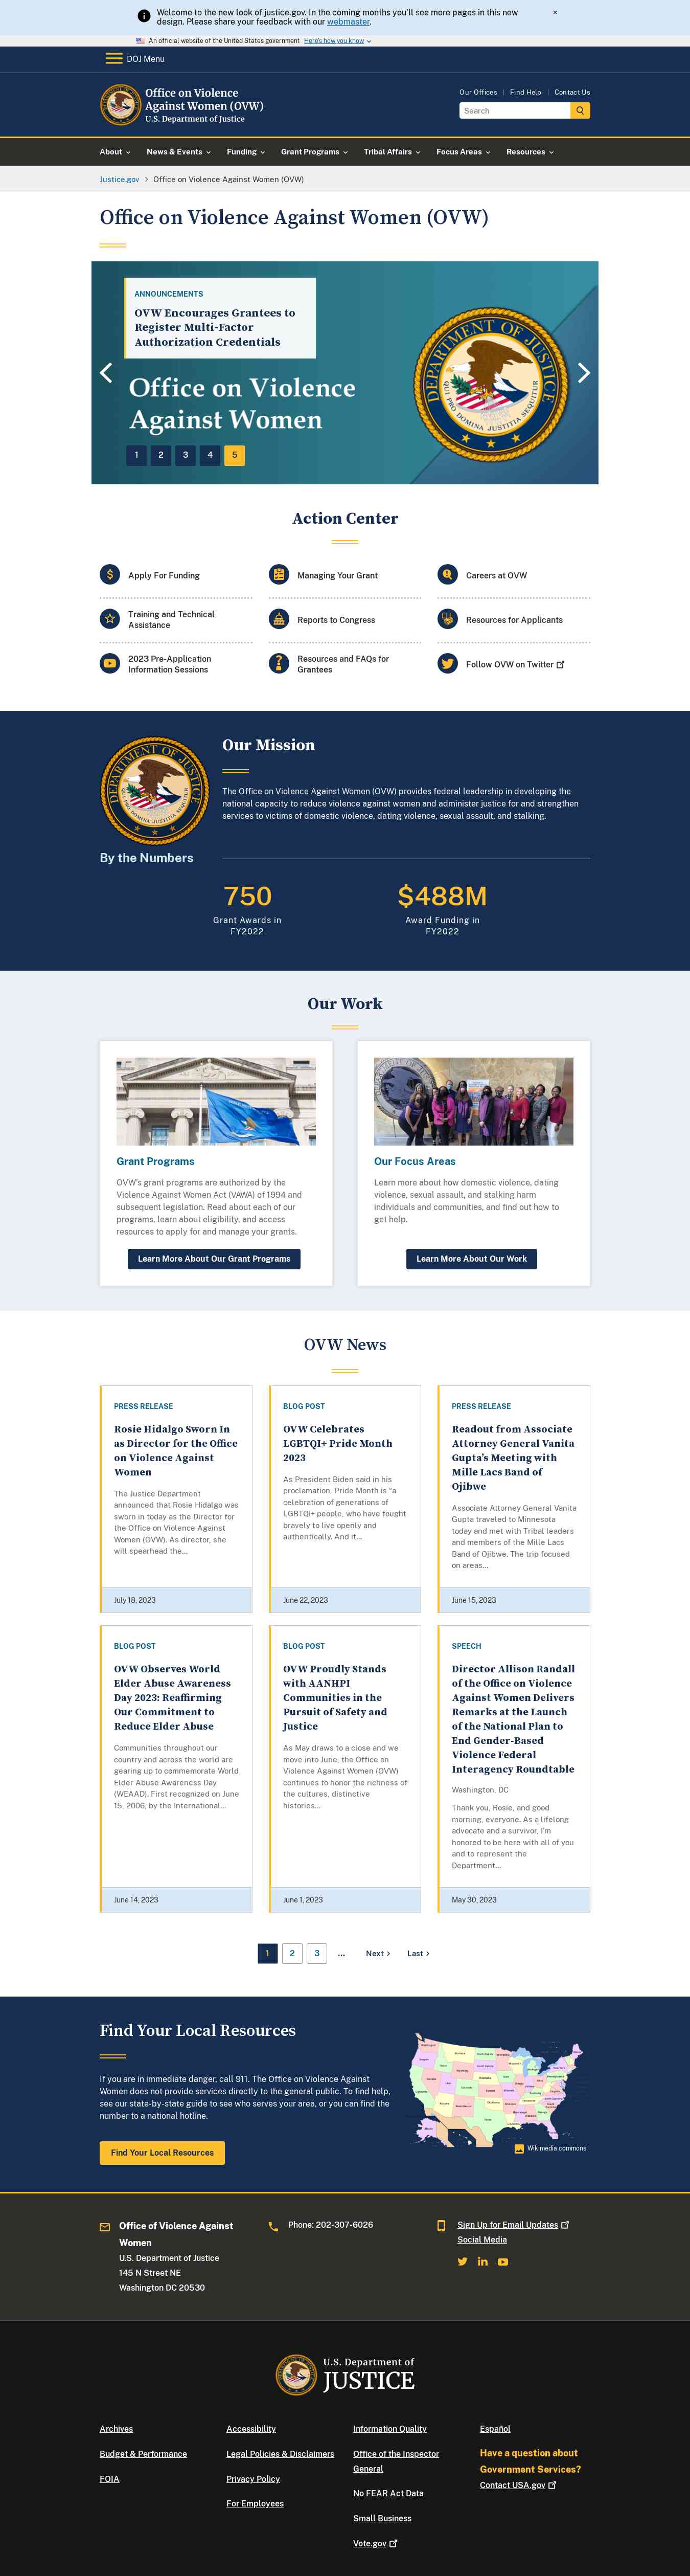 Welcome to the new look of justice.gov. In the coming months you'll see more pages in this new
design. Please share your feedback with our webmaster.
×
An official website of the United States government Here's how you know
DOJ Menu
Office on Violence
Against Women (OVW)
U.S. Department of Justice
Our Offices | Find Help | Contact Us
Search
About News & Events Funding Grant Programs Tribal Affairs Focus Areas Resources
Justice.gov > Office on Violence Against Women (OVW)
Office on Violence Against Women (OVW)
ANNOUNCEMENTS
OVW Encourages Grantees to
Register Multi-Factor
Authorization Credentials
Office on Violence
Against Women
1 2 3 4 5
Action Center
Apply For Funding
Managing Your Grant
Careers at OVW
Training and Technical
Assistance
Reports to Congress
Resources for Applicants
2023 Pre-Application
Information Sessions
Resources and FAQs for
Grantees
Follow OVW on Twitter
Our Mission
The Office on Violence Against Women (OVW) provides federal leadership in developing the
national capacity to reduce violence against women and administer justice for and strengthen
services to victims of domestic violence, dating violence, sexual assault, and stalking.
By the Numbers
750
Grant Awards in
FY2022
$488M
Award Funding in
FY2022
Our Work
Grant Programs
OVW's grant programs are authorized by the
Violence Against Women Act (VAWA) of 1994 and
subsequent legislation. Read about each of our
programs, learn about eligibility, and access
resources to apply for and manage your grants.
Learn More About Our Grant Programs
Our Focus Areas
Learn more about how domestic violence, dating
violence, sexual assault, and stalking harm
individuals and communities, and find out how to
get help.
Learn More About Our Work
OVW News
PRESS RELEASE
Rosie Hidalgo Sworn In
as Director for the Office
on Violence Against
Women
The Justice Department
announced that Rosie Hidalgo was
sworn in today as the Director for
the Office on Violence Against
Women (OVW). As director, she
will spearhead the...
July 18, 2023
BLOG POST
OVW Celebrates
LGBTQI+ Pride Month
2023
As President Biden said in his
proclamation, Pride Month is "a
celebration of generations of
LGBTQI+ people, who have fought
bravely to live openly and
authentically. And it...
June 22, 2023
PRESS RELEASE
Readout from Associate
Attorney General Vanita
Gupta's Meeting with
Mille Lacs Band of
Ojibwe
Associate Attorney General Vanita
Gupta traveled to Minnesota
today and met with Tribal leaders
and members of the Mille Lacs
Band of Ojibwe. The trip focused
on areas...
June 15, 2023
BLOG POST
OVW Observes World
Elder Abuse Awareness
Day 2023: Reaffirming
Our Commitment to
Reduce Elder Abuse
Communities throughout our
country and across the world are
gearing up to commemorate World
Elder Abuse Awareness Day
(WEAAD). First recognized on June
15, 2006, by the International...
June 14, 2023
BLOG POST
OVW Proudly Stands
with AANHPI
Communities in the
Pursuit of Safety and
Justice
As May draws to a close and we
move into June, the Office on
Violence Against Women (OVW)
continues to honor the richness of
the cultures, distinctive
histories...
June 1, 2023
SPEECH
Director Allison Randall
of the Office on Violence
Against Women Delivers
Remarks at the Launch
of the National Plan to
End Gender-Based
Violence Federal
Interagency Roundtable
Washington, DC
Thank you, Rosie, and good
morning, everyone. As a lifelong
advocate and a survivor, I'm
honored to be here with all of you
and to represent the
Department...
May 30, 2023
1 2 3 … Next Last
Find Your Local Resources
If you are in immediate danger, call 911. The Office on Violence Against
Women does not provide services directly to the general public. To find help,
see our state-by-state guide to see who serves your area, or you can find the
number to a national hotline.
Find Your Local Resources
Wikimedia commons
Office of Violence Against
Women
U.S. Department of Justice
145 N Street NE
Washington DC 20530
Phone: 202-307-6026
Sign Up for Email Updates
Social Media
U.S. Department of
JUSTICE
Archives
Budget & Performance
FOIA
Accessibility
Legal Policies & Disclaimers
Privacy Policy
For Employees
Information Quality
Office of the Inspector
General
No FEAR Act Data
Small Business
Vote.gov
Español
Have a question about
Government Services?
Contact USA.gov